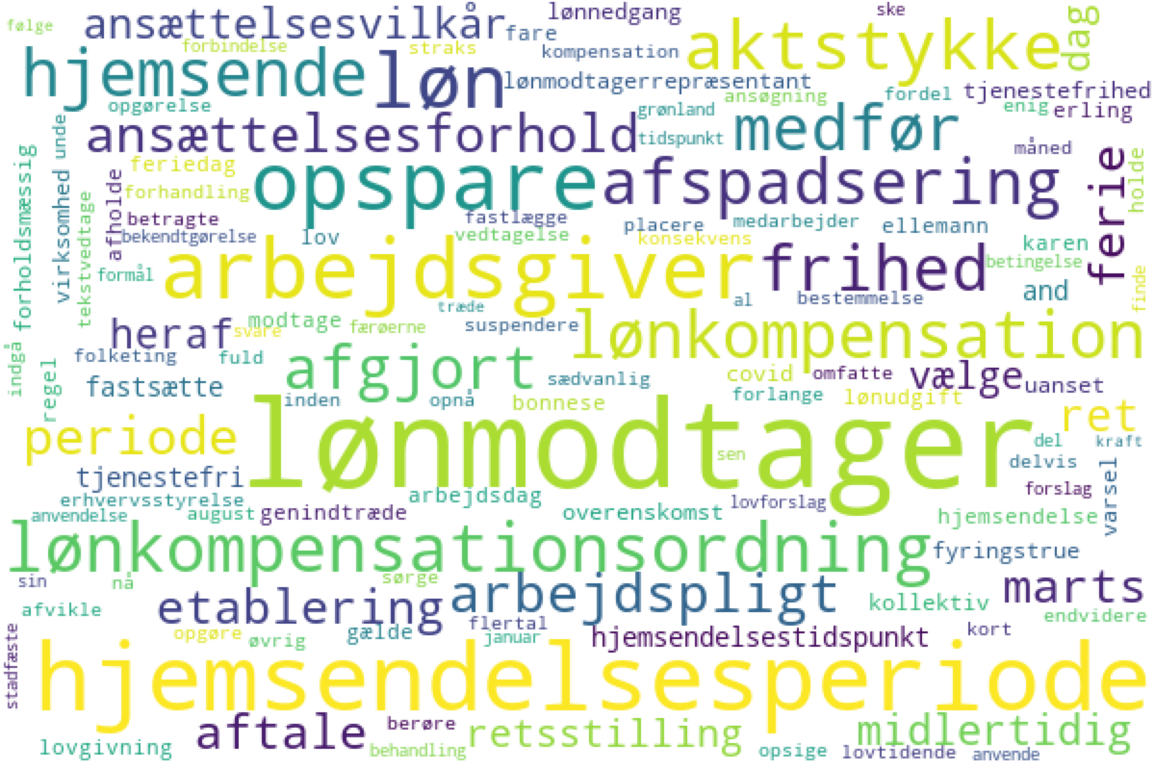 følge
ansættelsesvilkår
fare
lønnedgang
ske
aktstykke
dag
forbindelse
straks
kompensation
hjemsende
løn
lønmodtagerrepræsentant
opgørelse
grønland
ansøgning
fordel
tjenestefrihed
enig
erling
ansættelsesforhold
tidspunkt
medfør
måned
unde
virksomhed
forholdsmæssig
feriedag
forhandling
opspare
afspadsering
ferie
holde
afholde
tekstvedtage
betragte
bekendtgørelse
lov
fastlægge
vedtagelse
placere
medarbejder
ellemann
konsekvens
karen
formål
arbejdsgiver
frihed
betingelse
and
finde
træde
al
bestemmelse
heraf
svare
modtage
færøerne
suspendere
lønkompensation
indgå
regel
folketing
fuld
afgjort
sædvanlig
covid
omfatte
vælge
uanset
fastsætte
inden
opnå
bonnese
forlange
lønudgift
periode
lønmodtager
ret
sen
del
kraft
delvis
tjenestefri
erhvervsstyrelse
arbejdsdag
lovforslag
forslag
varsel
anvendelse
august
genindtræde
overenskomst
hjemsendelse
lønkompensationsordning
fyringstrue
sin
nå
sørge
arbejdspligt
marts
afvikle
etablering
kollektiv
endvidere
opgøre
øvrig
gælde
flertal
januar
hjemsendelsestidspunkt
kort
stadfæste
hjemsendelsesperiode
aftale
berøre
retsstilling
midlertidig
lovgivning
behandling
opsige
lovtidende
anvende